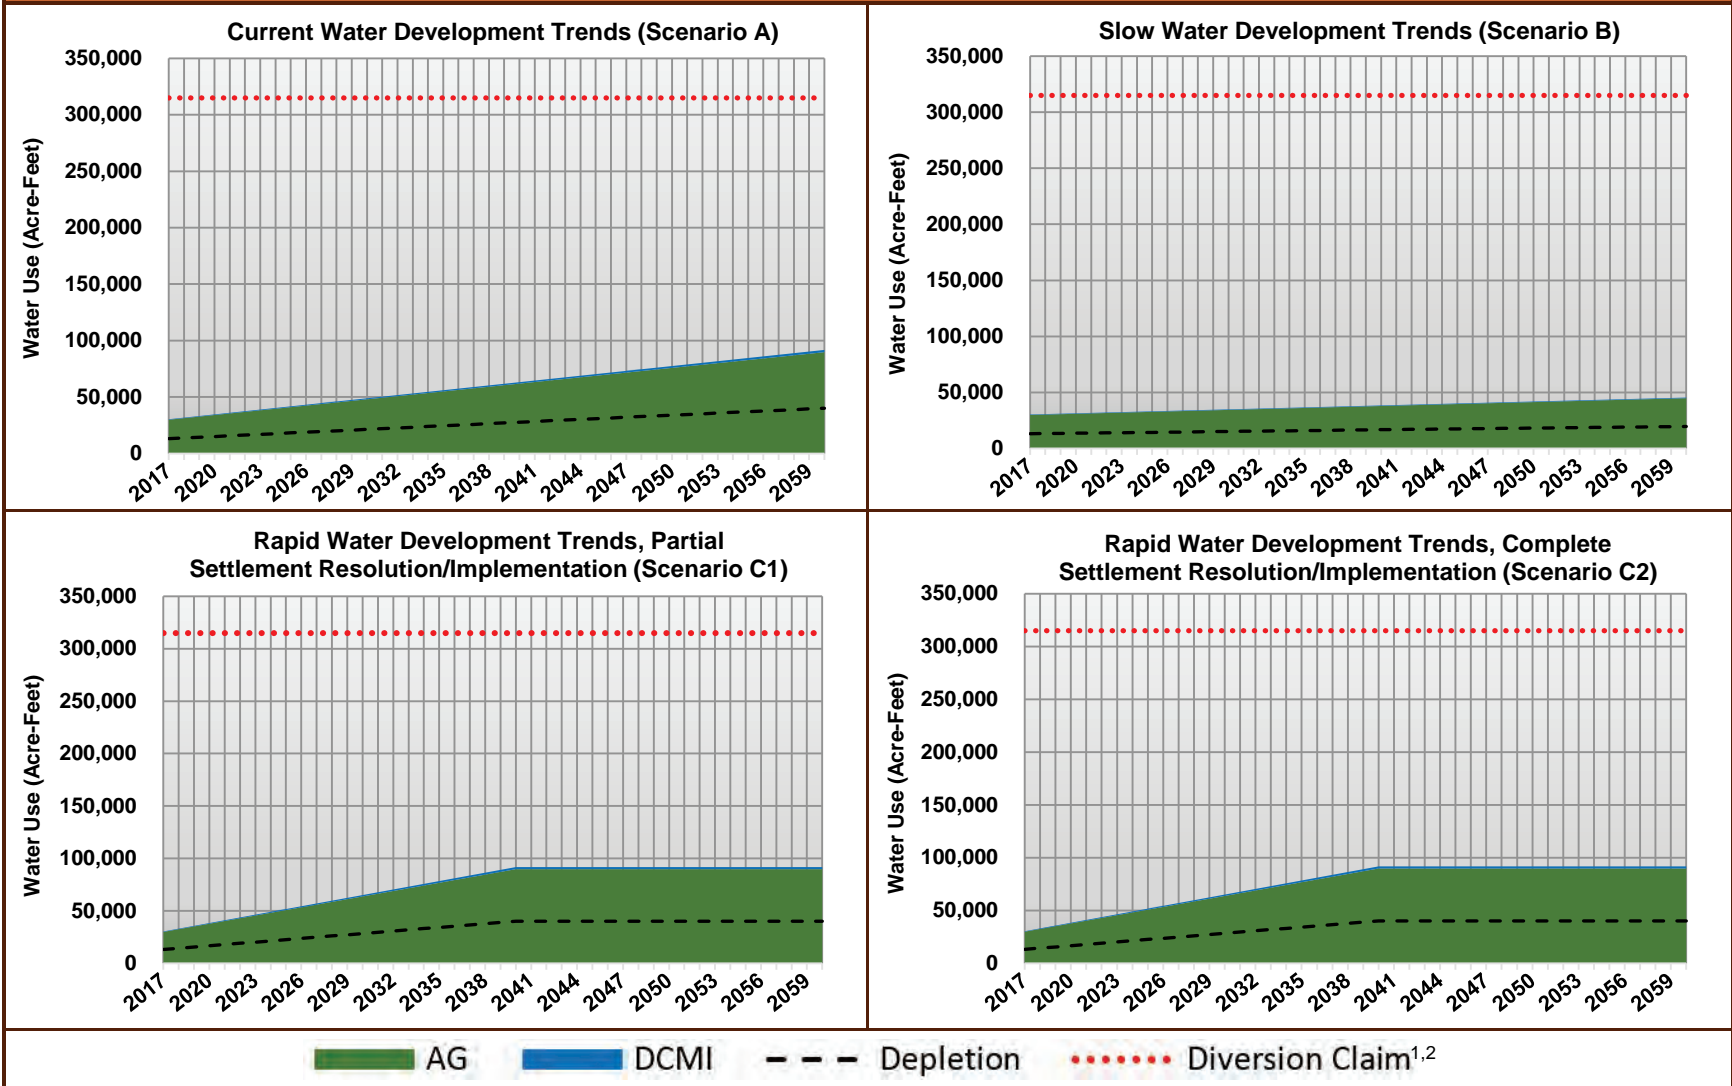 Current Water Development Trends (Scenario A)
350,000
300,000
250,000
200,000
150,000
100,000
50,000
0
Water Use (Acre-Feet)
2017 2020 2023 2026 2029 2032 2035 2038 2041 2044 2047 2050 2053 2056 2059
Slow Water Development Trends (Scenario B)
350,000
300,000
250,000
200,000
150,000
100,000
50,000
0
Water Use (Acre-Feet)
2017 2020 2023 2026 2029 2032 2035 2038 2041 2044 2047 2050 2053 2056 2059
Rapid Water Development Trends, Partial
Settlement Resolution/Implementation (Scenario C1)
350,000
300,000
250,000
200,000
150,000
100,000
50,000
0
Water Use (Acre-Feet)
2017 2020 2023 2026 2029 2032 2035 2038 2041 2044 2047 2050 2053 2056 2059
Rapid Water Development Trends, Complete
Settlement Resolution/Implementation (Scenario C2)
350,000
300,000
250,000
200,000
150,000
100,000
50,000
0
Water Use (Acre-Feet)
2017 2020 2023 2026 2029 2032 2035 2038 2041 2044 2047 2050 2053 2056 2059
AG DCMI Depletion Diversion Claim1,2